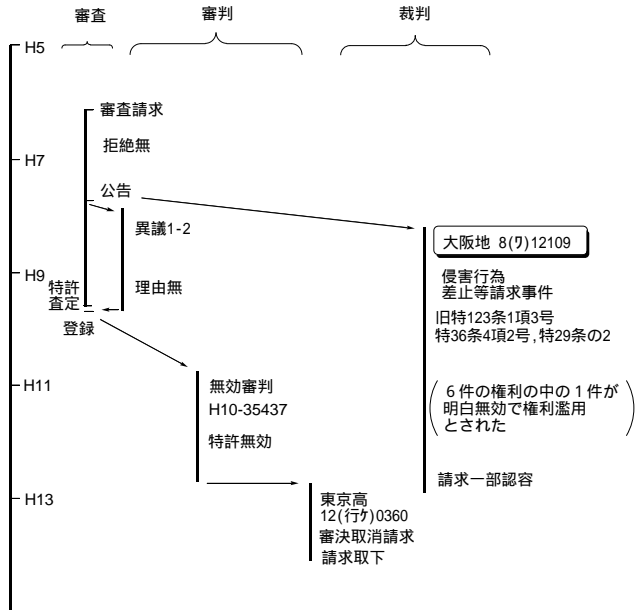 審査
審判
裁判
H5
審査請求
拒絶無
H7
公告
異議1-2
大阪地 8(ワ)12109
H9
侵害行為
差止等請求事件
特許
査定
理由無
登録
旧特123条1項3号
特36条4項2号,特29条の2
H11
無効審判
H10-35437
特許無効
6件の権利の中の1件が
明白無効で権利濫用
とされた
請求一部認容
H13
東京高
12(行ケ)0360
審決取消請求
請求取下